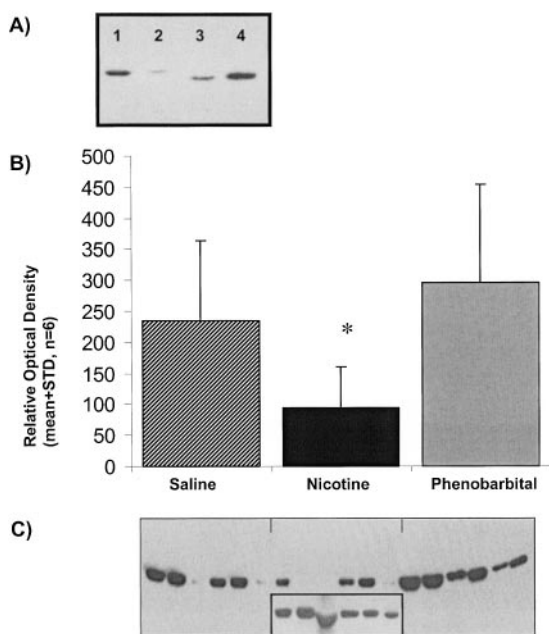 A)
1 2 3 4
B)
Relative Optical Density
(mean+STD, n=6)
500
450
400
350
300
250
200
150
100
50
0
*
Saline Nicotine Phenobarbital
C)